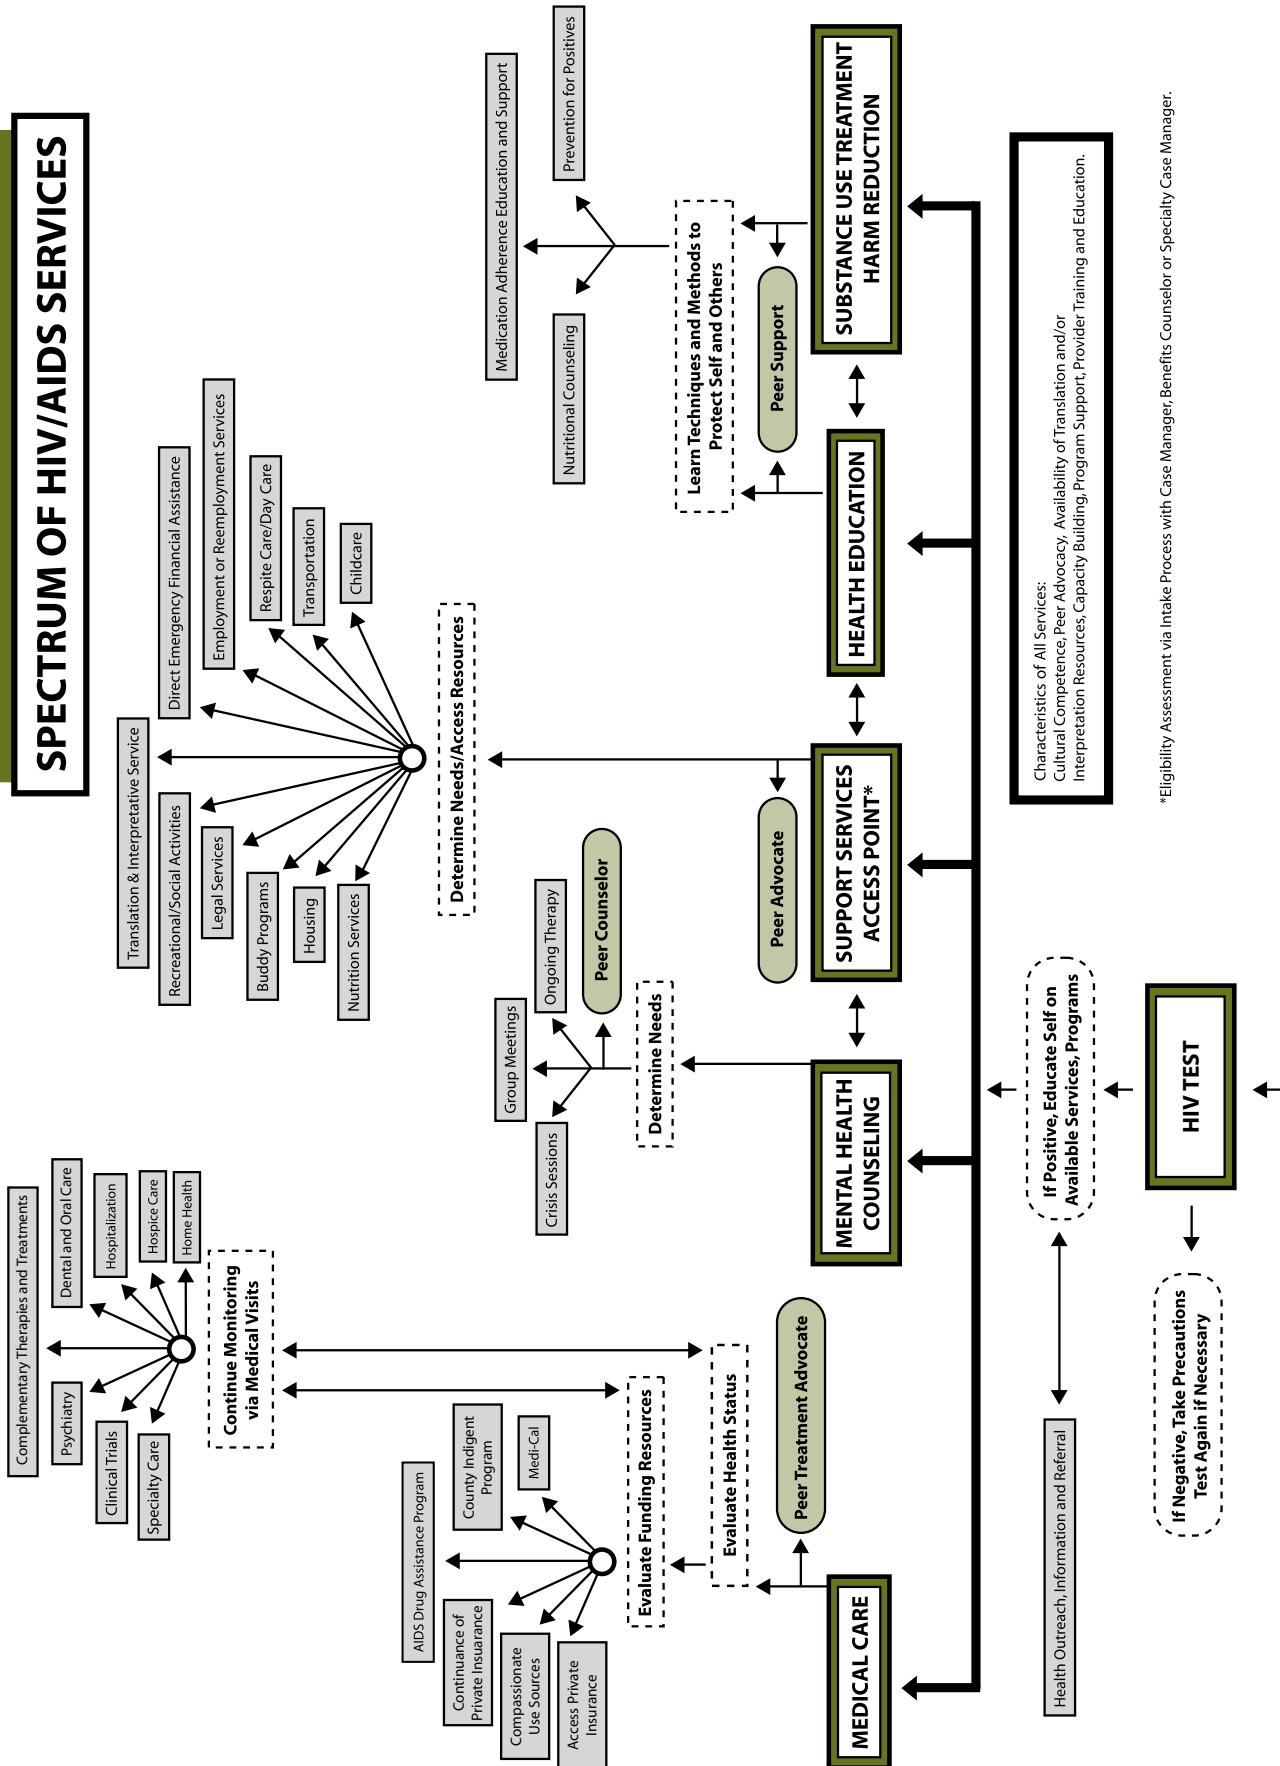 SPECTRUM OF HIV/AIDS SERVICES
Complementary Therapies and Treatments
Psychiatry
Dental and Oral Care
Clinical Trials
Hospitalization
Specialty Care
Hospice Care
Home Health
Continue Monitoring
via Medical Visits
AIDS Drug Assistance Program
Continuance of
Private Insuarance
County Indigent
Program
Compassionate
Use Sources
Medi-Cal
Access Private
Insurance
Evaluate Funding Resources
Evaluate Health Status
Peer Treatment Advocate
MEDICAL CARE
Group Meetings
Crisis Sessions
Ongoing Therapy
Peer Counselor
Determine Needs
MENTAL HEALTH
COUNSELING
Translation & Interpretative Service
Recreational/Social Activities
Direct Emergency Financial Assistance
Legal Services
Employment or Reemployment Services
Buddy Programs
Respite Care/Day Care
Housing
Transportation
Nutrition Services
Childcare
Determine Needs/Access Resources
Peer Advocate
SUPPORT SERVICES
ACCESS POINT*
Medication Adherence Education and Support
Nutritional Counseling
Prevention for Positives
Learn Techniques and Methods to
Protect Self and Others
Peer Support
HEALTH EDUCATION
SUBSTANCE USE TREATMENT
HARM REDUCTION
Health Outreach, Information and Referral
If Positive, Educate Self on
Available Services, Programs
If Negative, Take Precautions
Test Again if Necessary
HIV TEST
Characteristics of All Services:
Cultural Competence, Peer Advocacy, Availability of Translation and/or
Interpretation Resources, Capacity Building, Program Support, Provider Training and Education.
*Eligibility Assessment via Intake Process with Case Manager, Benefits Counselor or Specialty Case Manager.